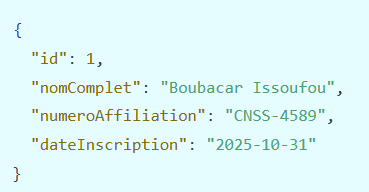 {
  "id": 1,
  "nomComplet": "Boubacar Issoufou",
  "numeroAffiliation": "CNSS-4589",
  "dateInscription": "2025-10-31"
}